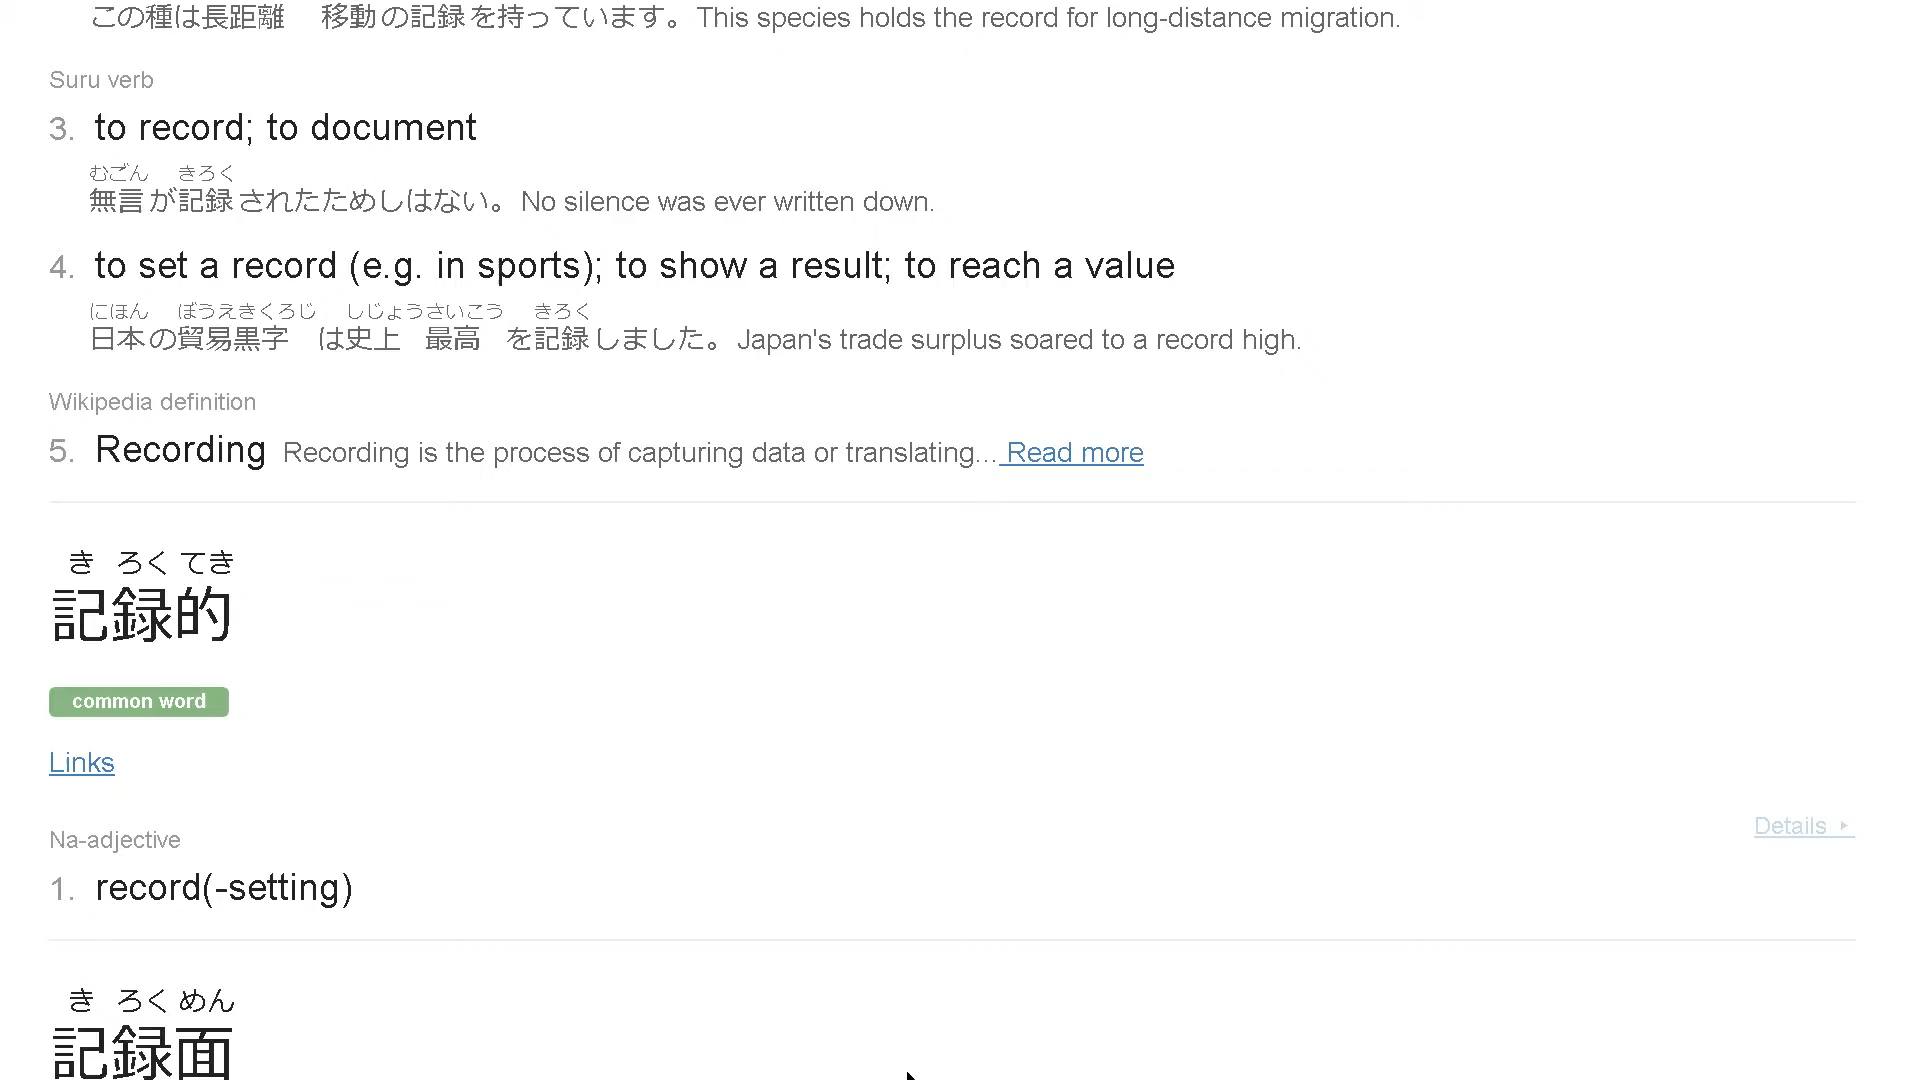 この種は長距離 移動の記録を持っています。This species holds the record for long-distance migration.
Suru verb
3. to record; to document
むごん きろく
無言が記録されたためしはない。No silence was ever written down.
4. to set a record (e.g. in sports); to show a result; to reach a value
にほん ぼうえきくろじ しじょうさいこう きろく
日本の貿易黒字 は史上 最高 を記録しました。Japan's trade surplus soared to a record high.
Wikipedia definition
5. Recording Recording is the process of capturing data or translating... Read more
き ろく てき
記録的
common word
Links
Details ‣
Na-adjective
1. record(-setting)
き ろく めん
記録面